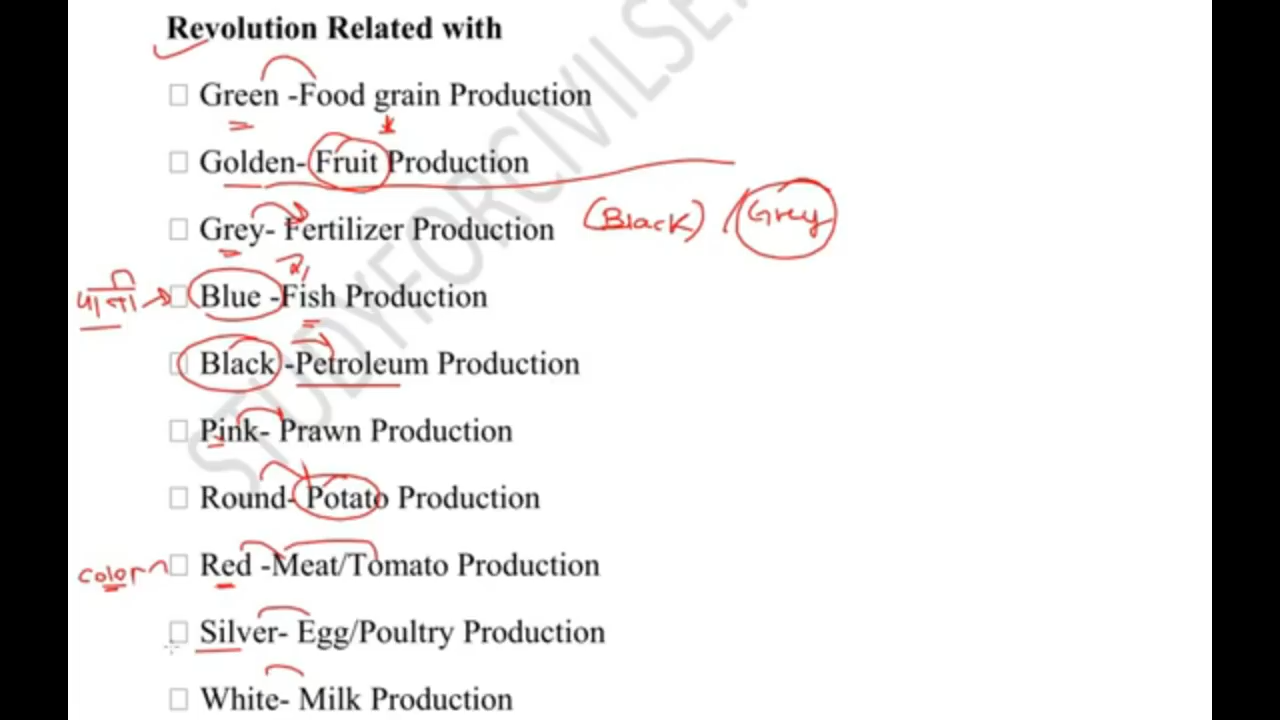 Revolution Related with
Green -Food grain Production
Golden- Fruit Production
Grey- Fertilizer Production (Black) / Grey
पानी Blue -Fish Production
Black -Petroleum Production
Pink- Prawn Production
Round- Potato Production
color Red -Meat/Tomato Production
Silver- Egg/Poultry Production
White- Milk Production
STUDYFORCIVILSE